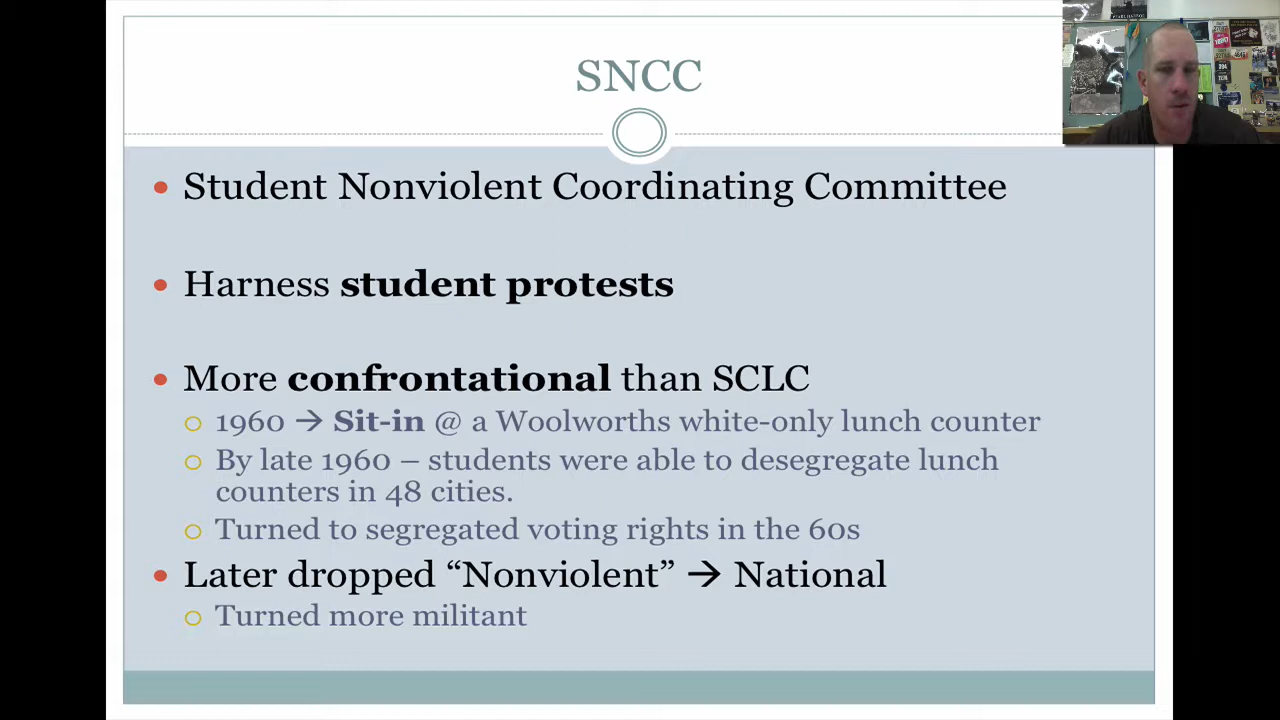 SNCC
• Student Nonviolent Coordinating Committee
• Harness student protests
• More confrontational than SCLC
○ 1960 → Sit-in @ a Woolworths white-only lunch counter
○ By late 1960 – students were able to desegregate lunch
counters in 48 cities.
○ Turned to segregated voting rights in the 60s
• Later dropped “Nonviolent” → National
○ Turned more militant